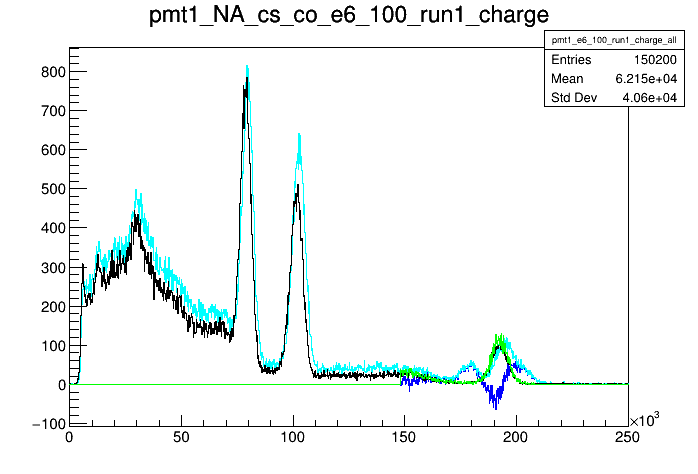 pmt1_NA_cs_co_e6_100_run1_charge
pmt1_e6_100_run1_charge_all
Entries 150200
Mean 6.215e+04
Std Dev 4.06e+04
800
700
600
500
400
300
200
100
0
−100
0 50 100 150 200 250
×10³